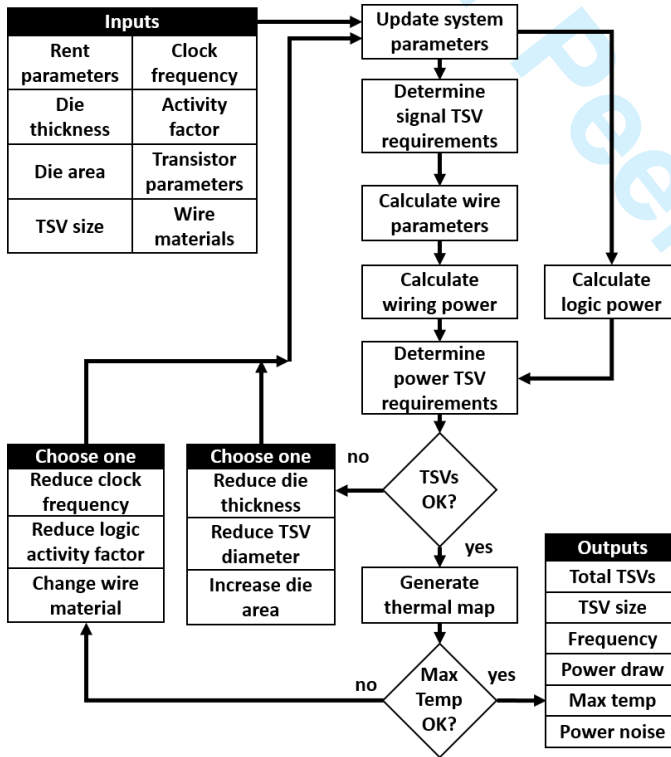 Inputs
Rent parameters
Clock frequency
Die thickness
Activity factor
Die area
Transistor parameters
TSV size
Wire materials
Update system
parameters
Determine
signal TSV
requirements
Calculate wire
parameters
Calculate
wiring power
Calculate
logic power
Determine
power TSV
requirements
TSVs
OK?
no
yes
Choose one
Reduce clock
frequency
Reduce logic
activity factor
Change wire
material
Choose one
Reduce die
thickness
Reduce TSV
diameter
Increase die
area
Generate
thermal map
Max
Temp
OK?
no
yes
Outputs
Total TSVs
TSV size
Frequency
Power draw
Max temp
Power noise
Peer